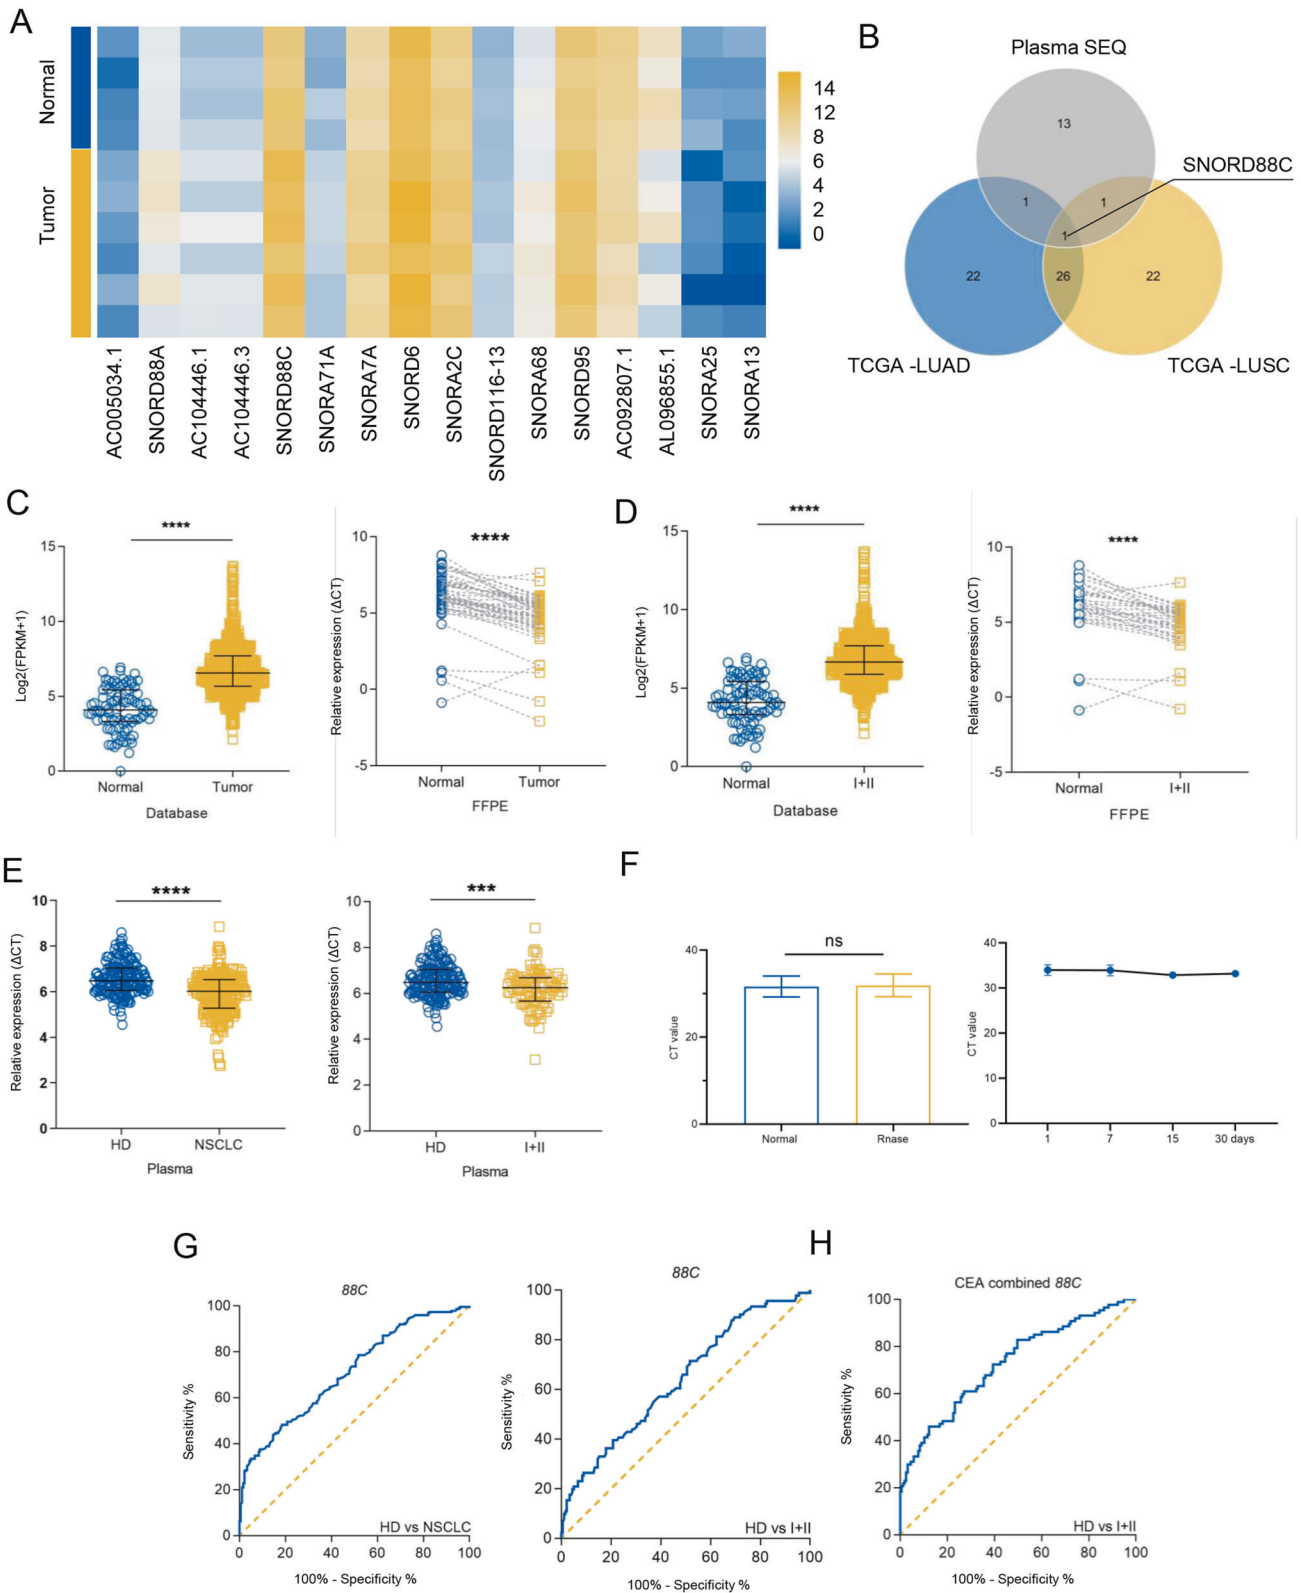 A
Normal
Tumor
14
12
8
6
4
2
0
AC005034.1
SNORD88A
AC104446.1
AC104446.3
SNORD88C
SNORA71A
SNORA7A
SNORD6
SNORA2C
SNORD116-13
SNORA68
SNORD95
AC092807.1
AL096855.1
SNORA25
SNORA13
B
Plasma SEQ
13
SNORD88C
1
1
1
22
26
22
TCGA -LUAD
TCGA -LUSC
C
****
15
10
5
0
Log2(FPKM+1)
Normal
Tumor
Database
****
10
5
0
-5
Relative expression (ΔCT)
Normal
Tumor
FFPE
D
****
15
10
5
0
Log2(FPKM+1)
Normal
I+II
Database
****
10
5
0
-5
Relative expression (ΔCT)
Normal
I+II
FFPE
E
****
10
8
6
4
2
0
Relative expression (ΔCT)
HD
NSCLC
Plasma
***
10
8
6
4
2
0
Relative expression (ΔCT)
HD
I+II
Plasma
F
ns
40
20
0
CT value
Normal
Rnase
40
30
20
10
0
CT value
1
7
15
30 days
G
88C
100
80
60
40
20
0
Sensitivity %
HD vs NSCLC
0
20
40
60
80
100
100% - Specificity %
88C
100
80
60
40
20
0
Sensitivity %
HD vs I+II
0
20
40
60
80
100
100% - Specificity %
H
CEA combined 88C
100
80
60
40
20
0
Sensitivity %
HD vs I+II
0
20
40
60
80
100
100% - Specificity %